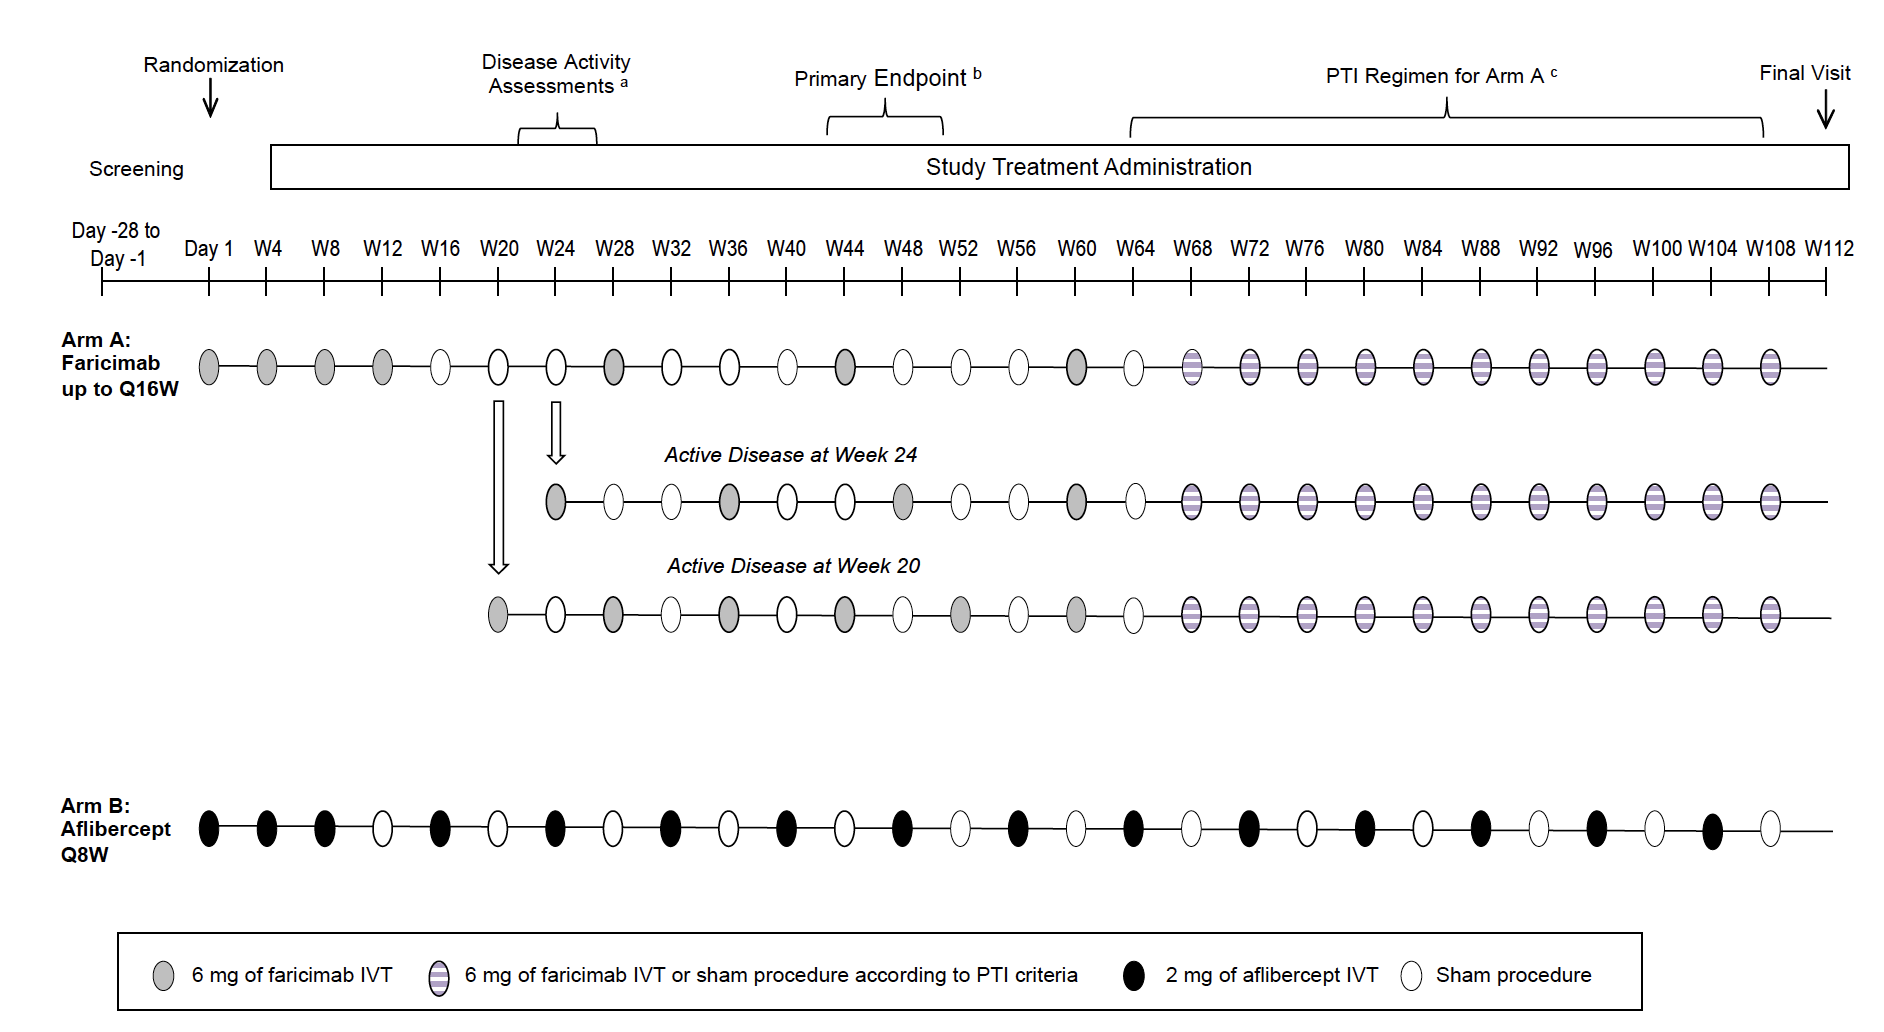 Randomization
Disease Activity
Assessments a
Primary Endpoint b
PTI Regimen for Arm A c
Final Visit
Screening
Study Treatment Administration
Day -28 to
Day -1
Day 1 W4 W8 W12 W16 W20 W24 W28 W32 W36 W40 W44 W48 W52 W56 W60 W64 W68 W72 W76 W80 W84 W88 W92 W96 W100 W104 W108 W112
Arm A:
Faricimab
up to Q16W
Active Disease at Week 24
Active Disease at Week 20
Arm B:
Aflibercept
Q8W
6 mg of faricimab IVT
6 mg of faricimab IVT or sham procedure according to PTI criteria
2 mg of aflibercept IVT
Sham procedure